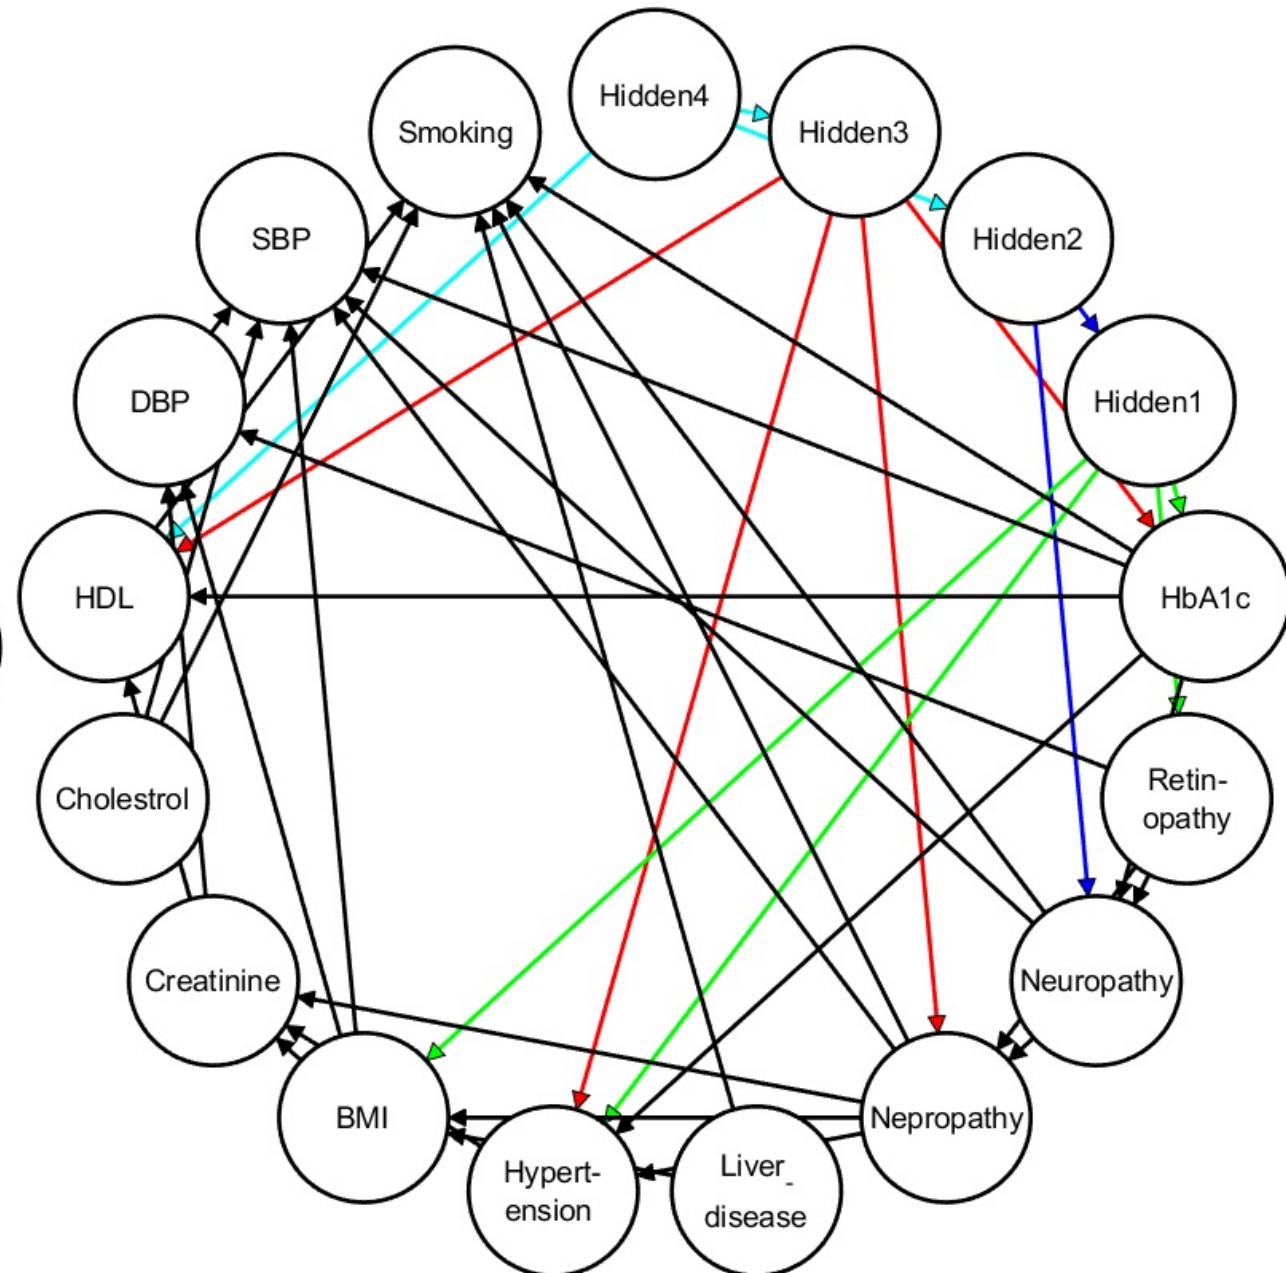 Hidden4
Smoking
Hidden3
SBP
Hidden2
DBP
Hidden1
HDL
HbA1c
Cholestrol
Retin-
opathy
Creatinine
Neuropathy
BMI
Nepropathy
Hypert-
ension
Liver_
disease